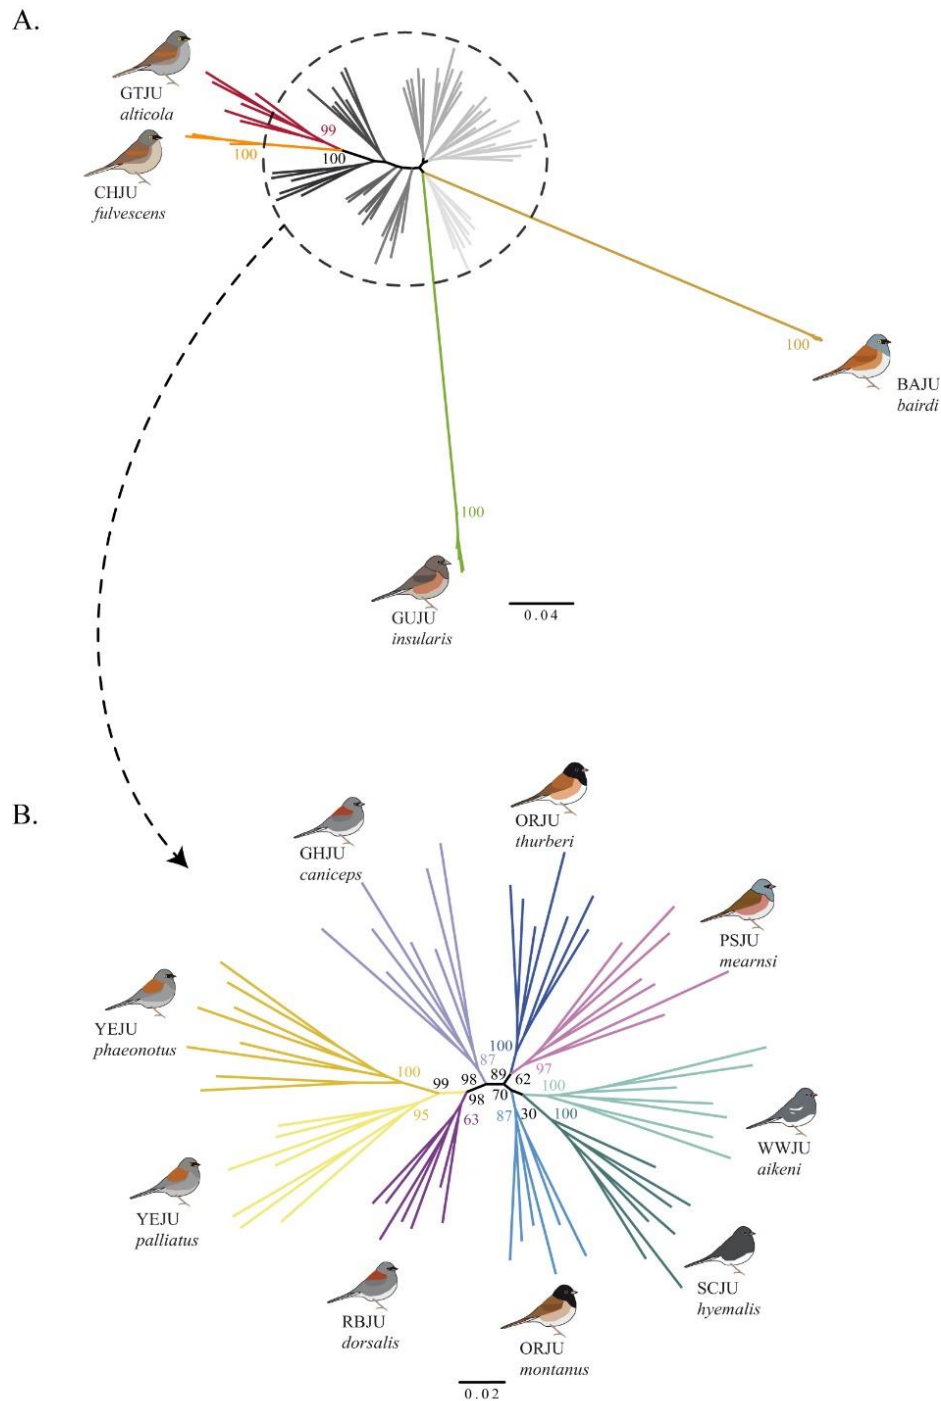 A.
GTJU
alticola
99
100
100
CHJU
fulvescens
100
BAJU
bairdi
100
GUJU
insularis
0.04
B.
ORJU
thurberi
GHJU
caniceps
PSJU
mearnsi
YEJU
phaeonotus
100
87
97
100
99
98
89
62
100
98
70
95
63
87
30
100
WWJU
aikeni
YEJU
palliatus
SCJU
hyemalis
RBJU
dorsalis
ORJU
montanus
0.02